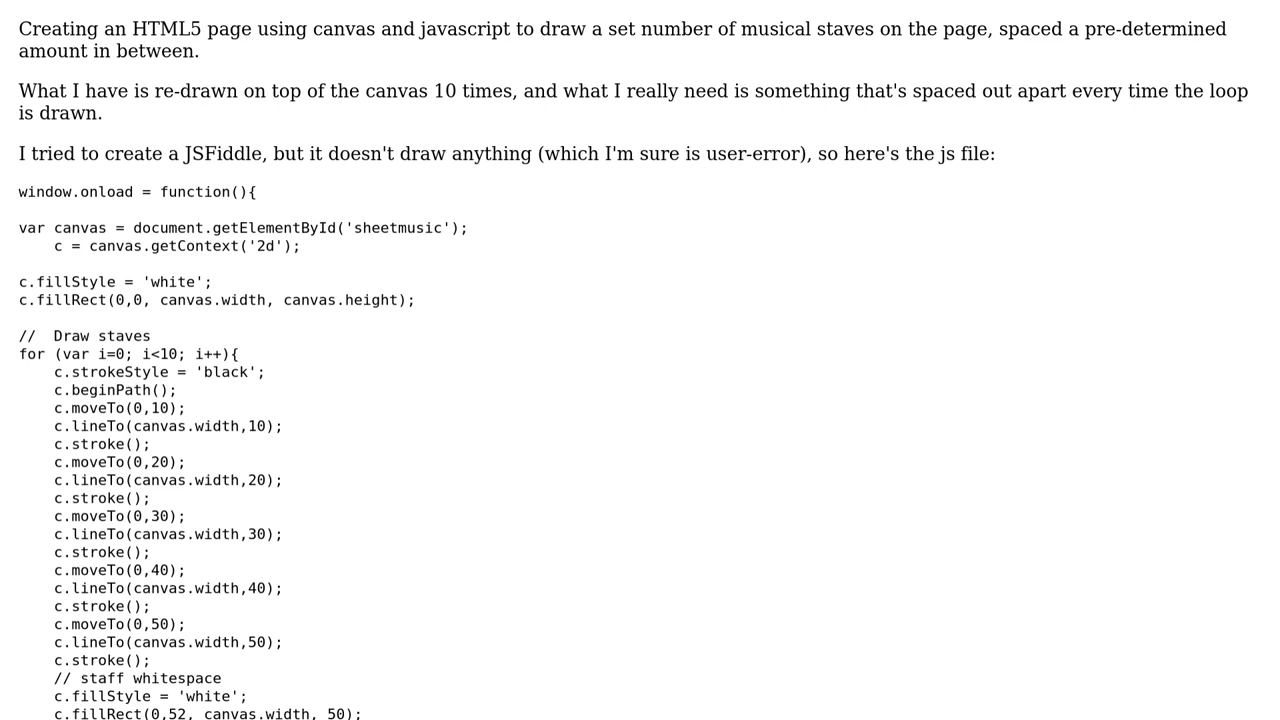 Creating an HTML5 page using canvas and javascript to draw a set number of musical staves on the page, spaced a pre-determined
amount in between.
What I have is re-drawn on top of the canvas 10 times, and what I really need is something that's spaced out apart every time the loop
is drawn.
I tried to create a JSFiddle, but it doesn't draw anything (which I'm sure is user-error), so here's the js file:
window.onload = function(){
var canvas = document.getElementById('sheetmusic');
    c = canvas.getContext('2d');
c.fillStyle = 'white';
c.fillRect(0,0, canvas.width, canvas.height);
//  Draw staves
for (var i=0; i<10; i++){
    c.strokeStyle = 'black';
    c.beginPath();
    c.moveTo(0,10);
    c.lineTo(canvas.width,10);
    c.stroke();
    c.moveTo(0,20);
    c.lineTo(canvas.width,20);
    c.stroke();
    c.moveTo(0,30);
    c.lineTo(canvas.width,30);
    c.stroke();
    c.moveTo(0,40);
    c.lineTo(canvas.width,40);
    c.stroke();
    c.moveTo(0,50);
    c.lineTo(canvas.width,50);
    c.stroke();
    // staff whitespace
    c.fillStyle = 'white';
    c.fillRect(0,52, canvas.width, 50);